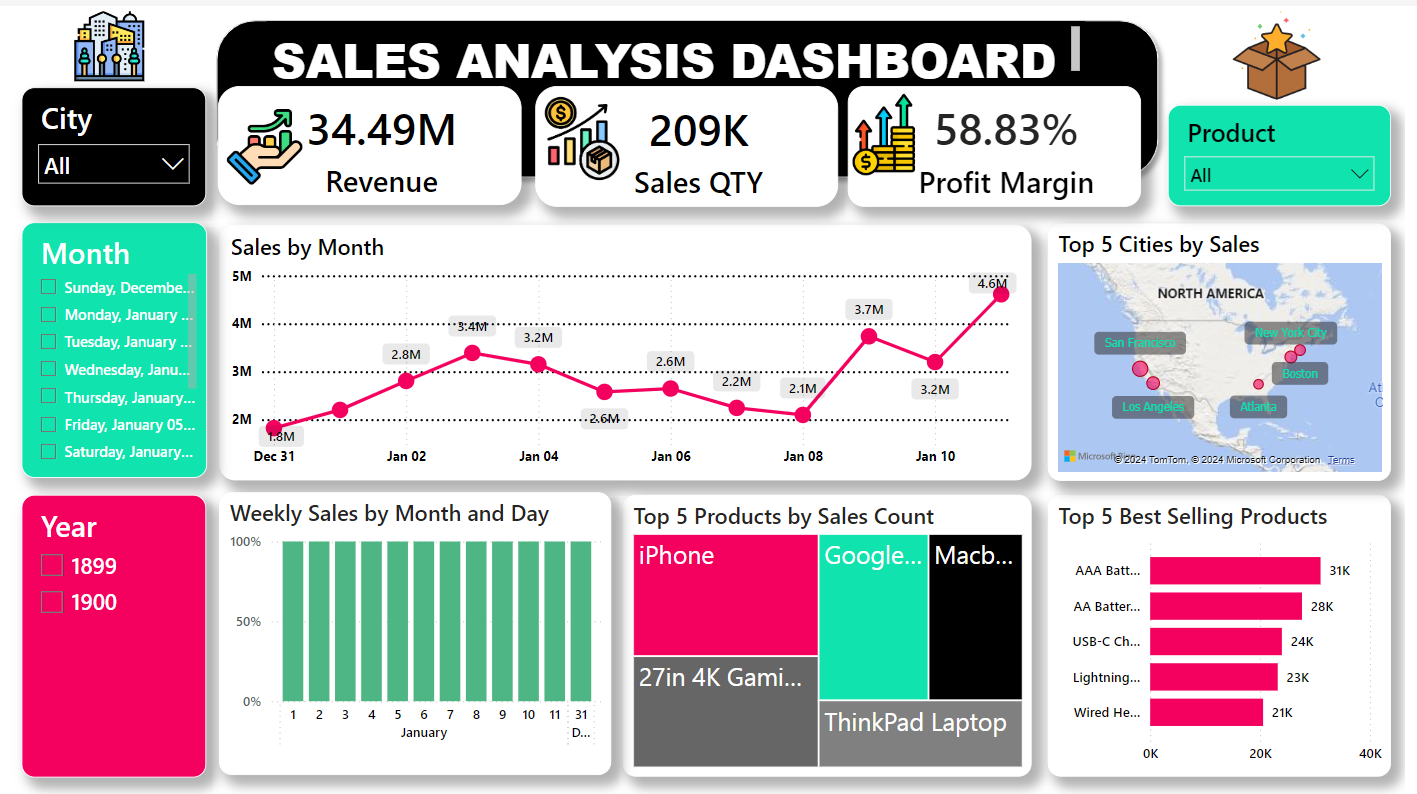 SALES ANALYSIS DASHBOARD
City
All
34.49M
Revenue
209K
Sales QTY
58.83%
Profit Margin
Product
All
Month
Sunday, Decembe...
Monday, January ...
Tuesday, January ...
Wednesday, Janu...
Thursday, January...
Friday, January 05...
Saturday, January...
Sales by Month
5M
4M
3M
2M
1.8M
2.8M
3.4M
3.2M
2.6M
2.6M
2.2M
2.1M
3.7M
3.2M
4.6M
Dec 31
Jan 02
Jan 04
Jan 06
Jan 08
Jan 10
Top 5 Cities by Sales
NORTH AMERICA
New York City
San Francisco
Boston
Los Angeles
Atlanta
At
C
Microsoft
© 2024 TomTom, © 2024 Microsoft Corporation Terms
Year
1899
1900
Weekly Sales by Month and Day
100%
50%
0%
1 2 3 4 5 6 7 8 9 10 11 31
January D...
Top 5 Products by Sales Count
iPhone
Google...
Macb...
27in 4K Gami...
ThinkPad Laptop
Top 5 Best Selling Products
AAA Batt... 31K
AA Batter... 28K
USB-C Ch... 24K
Lightning... 23K
Wired He... 21K
0K 20K 40K